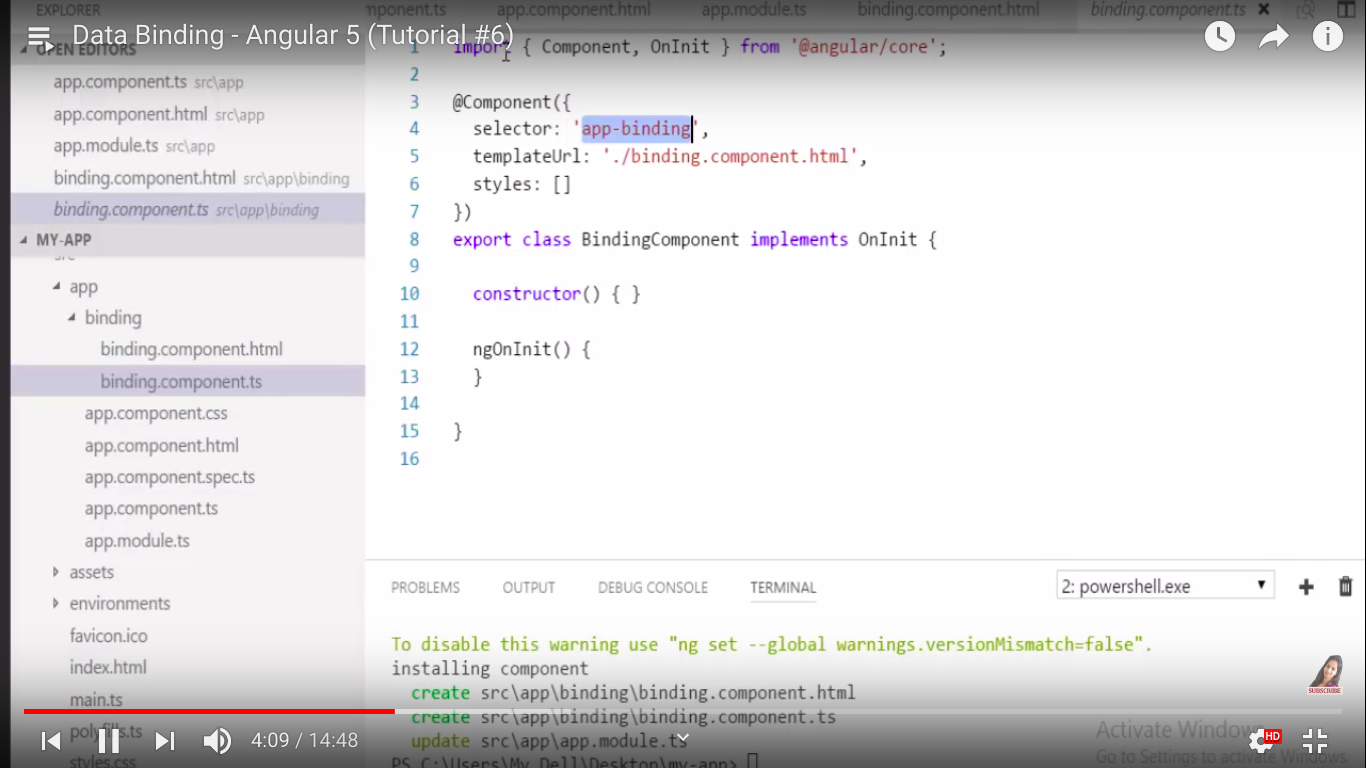 EXPLORER
mponent.ts app.component.html app.module.ts binding.component.html binding.component.ts ×
Data Binding - Angular 5 (Tutorial #6)
OPEN EDITORS
app.component.ts src\app
app.component.html src\app
app.module.ts src\app
binding.component.html src\app\binding
binding.component.ts src\app\binding
MY-APP
src
app
binding
binding.component.html
binding.component.ts
app.component.css
app.component.html
app.component.spec.ts
app.component.ts
app.module.ts
assets
environments
favicon.ico
index.html
main.ts
polyfills.ts
styles.css
1 import { Component, OnInit } from '@angular/core';
2
3 @Component({
4 selector: 'app-binding',
5 templateUrl: './binding.component.html',
6 styles: []
7 })
8 export class BindingComponent implements OnInit {
9
10 constructor() { }
11
12 ngOnInit() {
13 }
14
15 }
16
PROBLEMS OUTPUT DEBUG CONSOLE TERMINAL 2: powershell.exe
To disable this warning use "ng set --global warnings.versionMismatch=false".
installing component
create src\app\binding\binding.component.html
create src\app\binding\binding.component.ts
update src\app\app.module.ts
PS C:\Users\My Dell\Desktop\my-app>
SUBSCRIBE
Activate Windows
Go to Settings to activate Windows.
4:09 / 14:48
HD